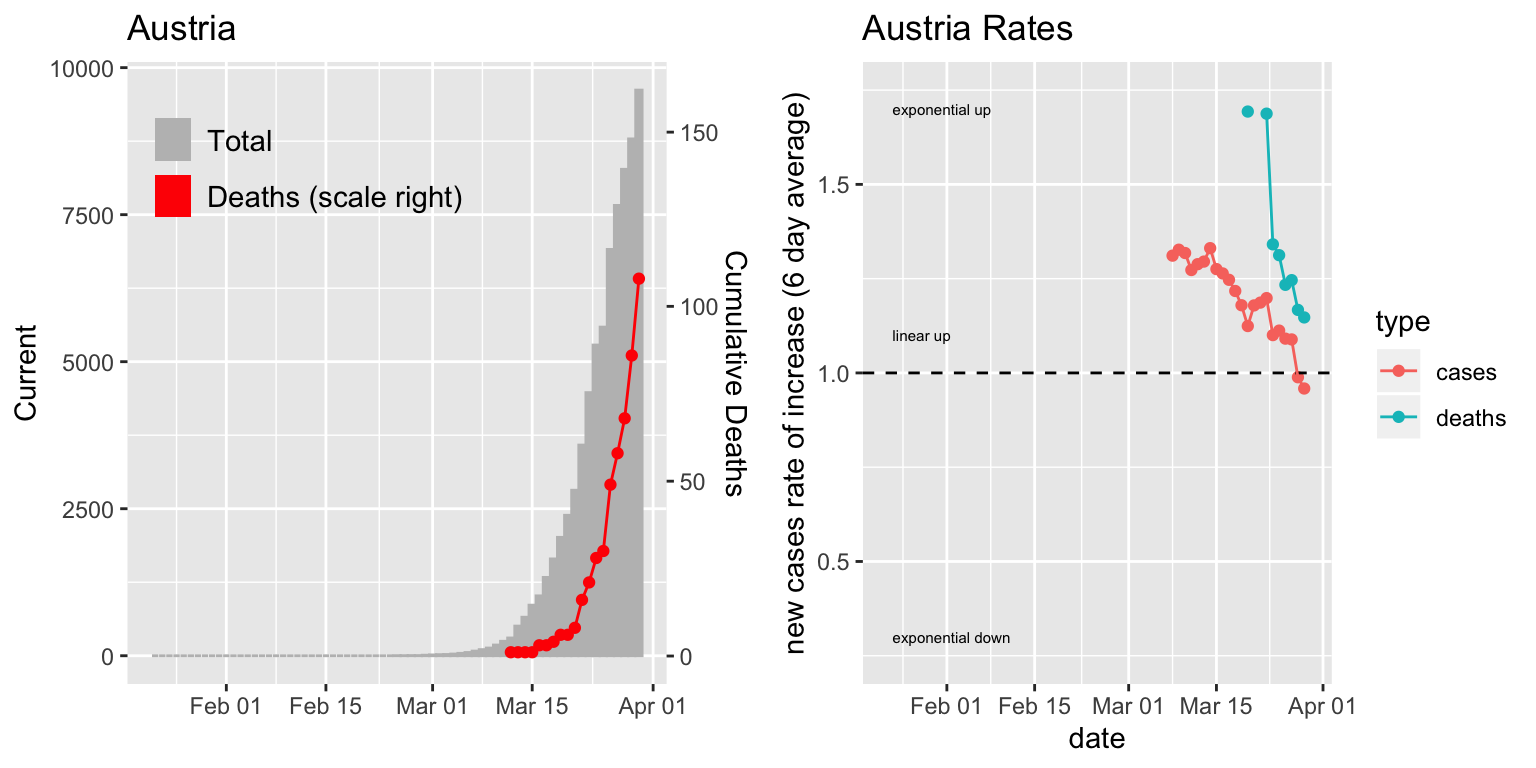 Austria
10000
7500
5000
2500
0
Current
Total
Deaths (scale right)
150
100
50
0
Cumulative Deaths
Feb 01
Feb 15
Mar 01
Mar 15
Apr 01
Austria Rates
new cases rate of increase (6 day average)
1.5
1.0
0.5
exponential up
linear up
exponential down
Feb 01
Feb 15
Mar 01
Mar 15
Apr 01
date
type
cases
deaths